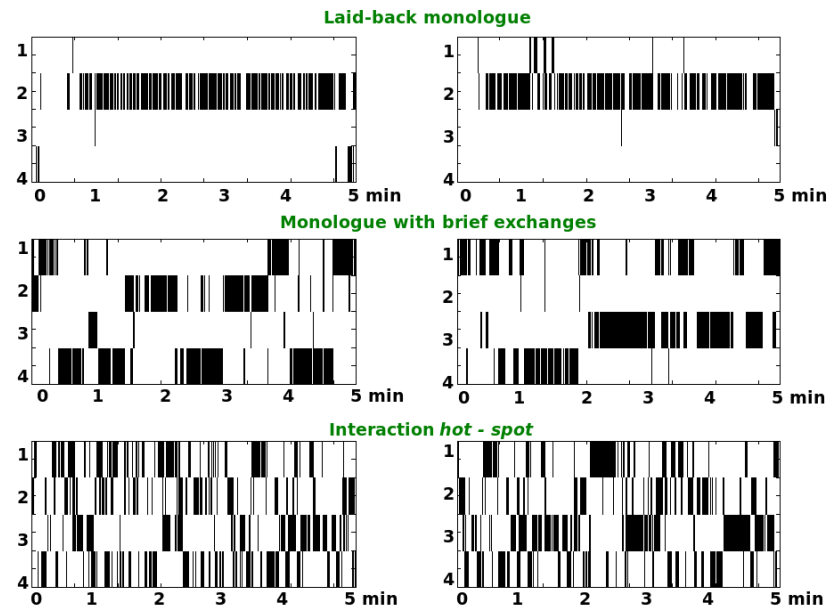 Laid-back monologue
1 1
2 2
3 3
4 4
0 1 2 3 4 5 min 0 1 2 3 4 5 min
Monologue with brief exchanges
1 1
2 2
3 3
4 4
0 1 2 3 4 5 min 0 1 2 3 4 5 min
Interaction hot - spot
1 1
2 2
3 3
4 4
0 1 2 3 4 5 min 0 1 2 3 4 5 min